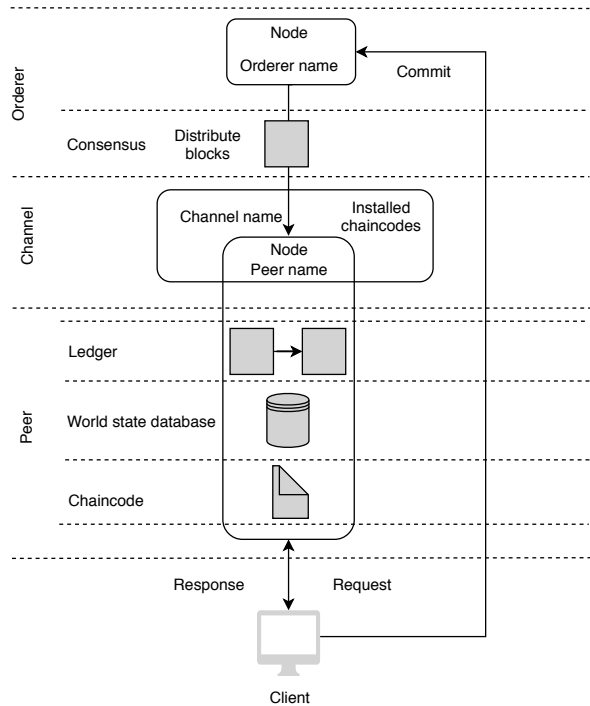 Node
Orderer name
Commit
Orderer
Consensus
Distribute
blocks
Channel
Channel name
Installed
chaincodes
Node
Peer name
Peer
Ledger
World state database
Chaincode
Response
Request
Client